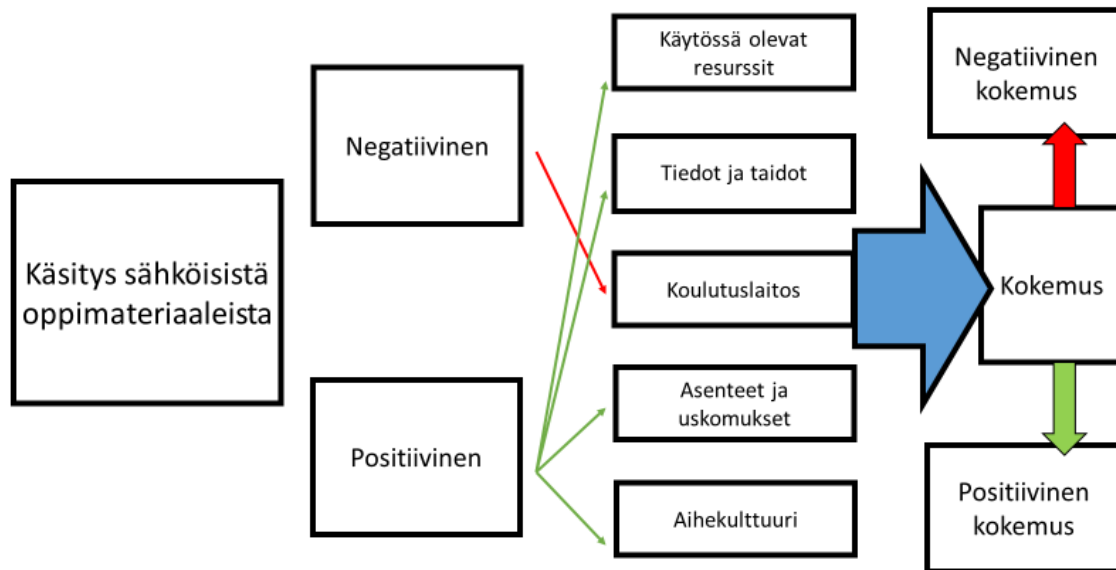 Käsitys sähköisistä
oppimateriaaleista
Negatiivinen
Positiivinen
Käytössä olevat
resurssit
Tiedot ja taidot
Koulutuslaitos
Asenteet ja
uskomukset
Aihekulttuuri
Negatiivinen
kokemus
Kokemus
Positiivinen
kokemus